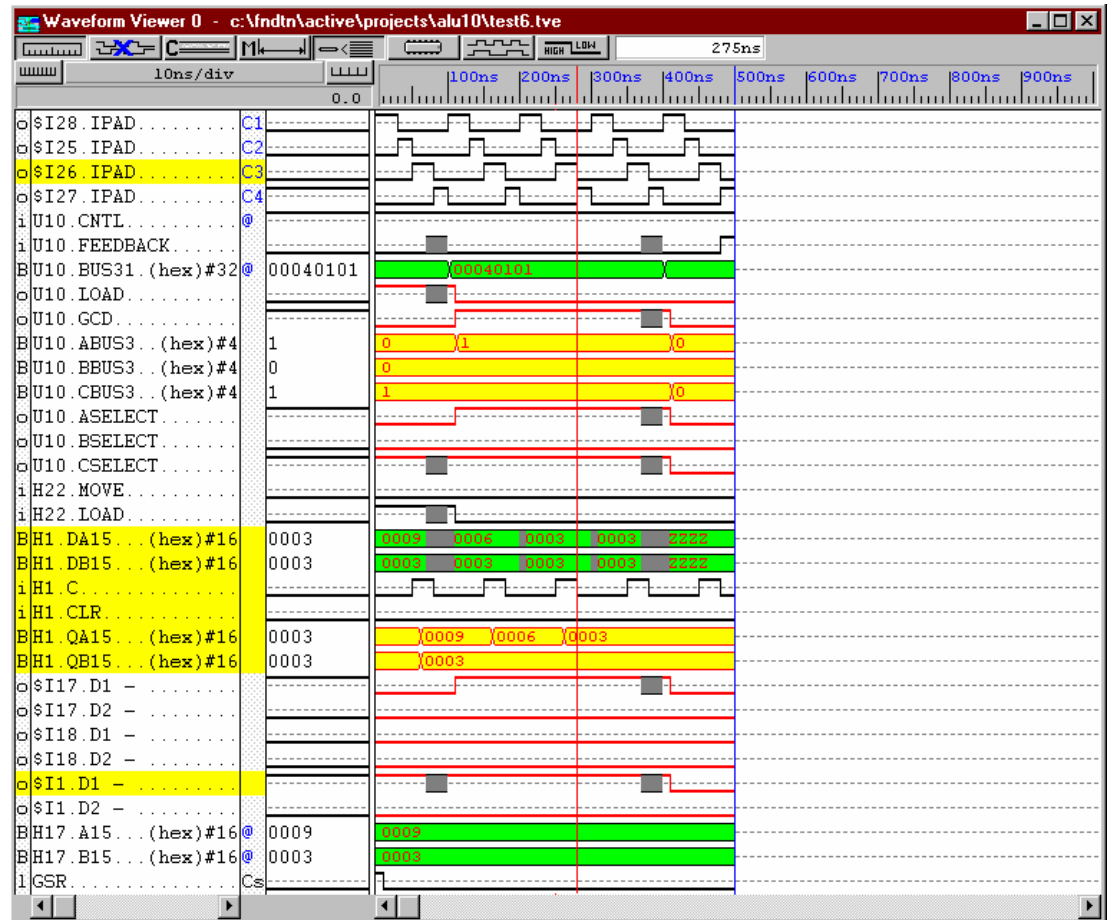 Waveform Viewer 0 - c:\fndtn\active\projects\alu10\test6.tve
C M HIGH LOW 275ns
10ns/div
0.0
100ns 200ns 300ns 400ns 500ns 600ns 700ns 800ns 900ns
o $I28.IPAD......... C1
o $I25.IPAD......... C2
o $I26.IPAD......... C3
o $I27.IPAD......... C4
i U10.CNTL.......... @
i U10.FEEDBACK......
B U10.BUS31.(hex)#32 @ 00040101 00040101
o U10.LOAD..........
o U10.GCD...........
B U10.ABUS3..(hex)#4 1 0 1 0
B U10.BBUS3..(hex)#4 0 0
B U10.CBUS3..(hex)#4 1 1 0
o U10.ASELECT.......
o U10.BSELECT.......
o U10.CSELECT.......
i H22.MOVE..........
i H22.LOAD..........
B H1.DA15...(hex)#16 0003 0009 0006 0003 0003 ZZZZ
B H1.DB15...(hex)#16 0003 0003 0003 0003 0003 ZZZZ
i H1.C..............
i H1.CLR............
B H1.QA15...(hex)#16 0003 0009 0006 0003
B H1.QB15...(hex)#16 0003 0003
o $I17.D1 - ........
o $I17.D2 - ........
o $I18.D1 - ........
o $I18.D2 - ........
o $I1.D1 - .........
o $I1.D2 - .........
B H17.A15...(hex)#16 @ 0009 0009
B H17.B15...(hex)#16 @ 0003 0003
l GSR............... Cs